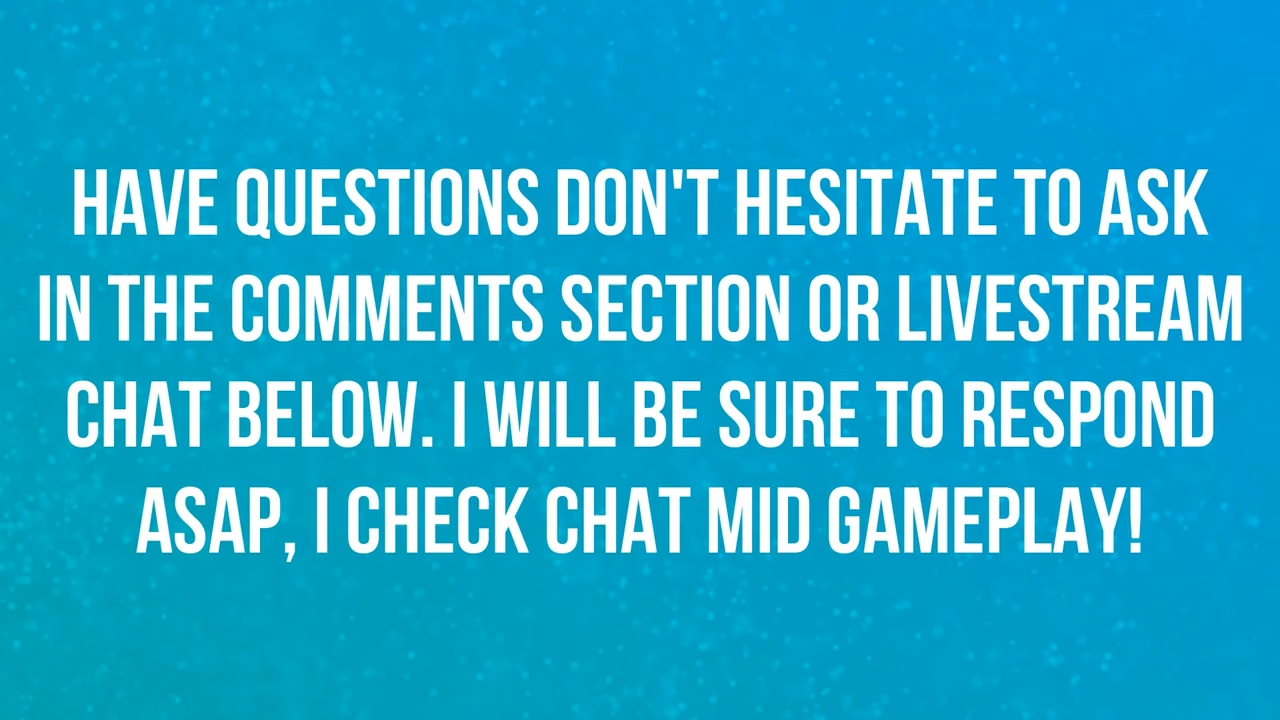 HAVE QUESTIONS DON'T HESITATE TO ASK
IN THE COMMENTS SECTION OR LIVESTREAM
CHAT BELOW. I WILL BE SURE TO RESPOND
ASAP, I CHECK CHAT MID GAMEPLAY!